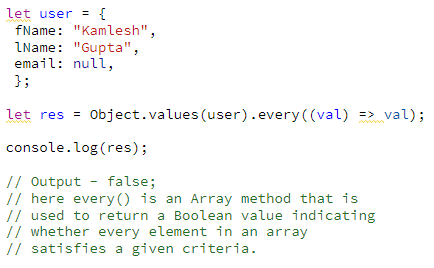 let user = {
fName: "Kamlesh",
lName: "Gupta",
email: null,
};
let res = Object.values(user).every((val) => val);
console.log(res);
// Output – false;
// here every() is an Array method that is
// used to return a Boolean value indicating
// whether every element in an array
// satisfies a given criteria.